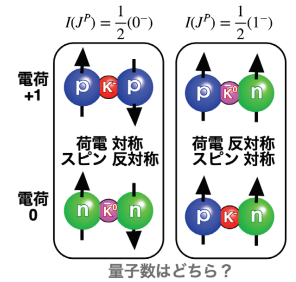 I(J^P) = 1/2 (0^-)
I(J^P) = 1/2 (1^-)
電荷
+1
p K^- p
p K̄^0 n
荷電 対称
スピン 反対称
荷電 反対称
スピン 対称
電荷
0
n K̄^0 n
p K^- n
量子数はどちら？